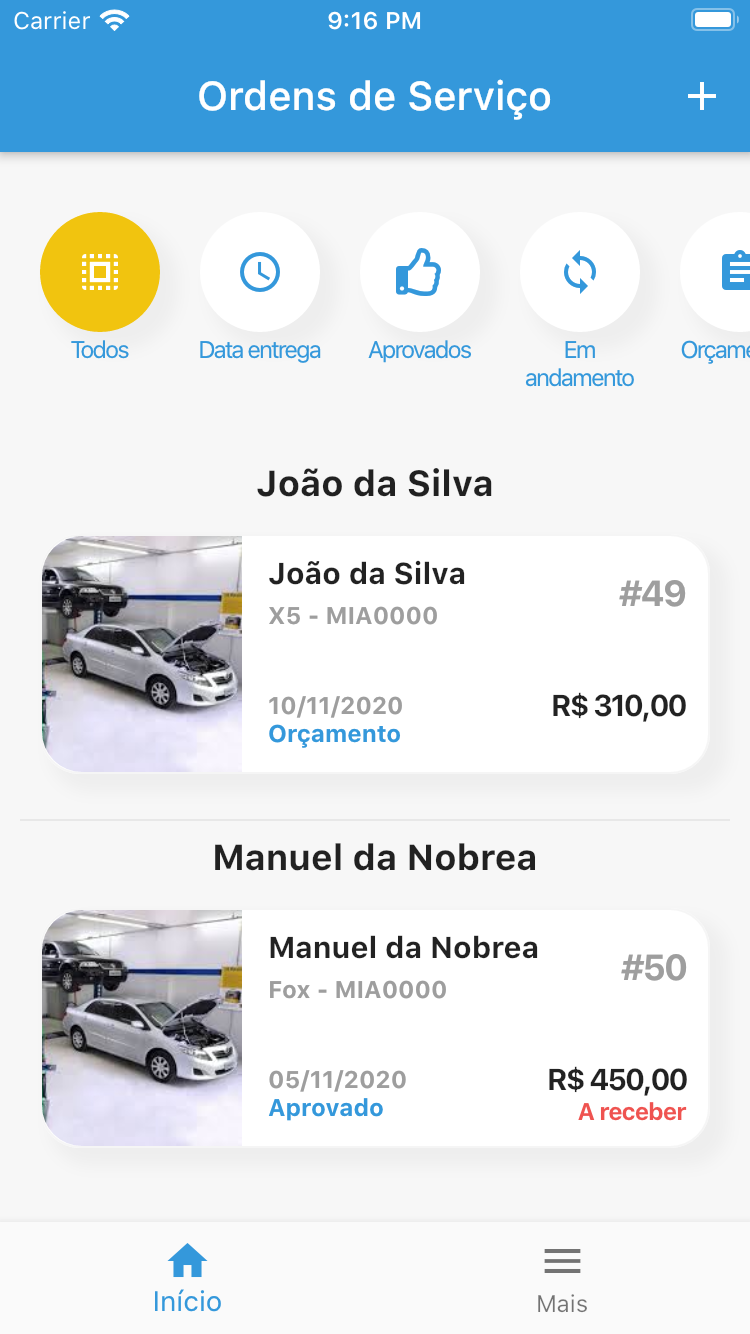 Carrier 9:16 PM
Ordens de Serviço +
Todos
Data entrega
Aprovados
Em
andamento
Orçame
João da Silva
João da Silva
#49
X5 - MIA0000
10/11/2020
R$ 310,00
Orçamento
Manuel da Nobrea
Manuel da Nobrea
#50
Fox - MIA0000
05/11/2020
R$ 450,00
Aprovado
A receber
Início
Mais